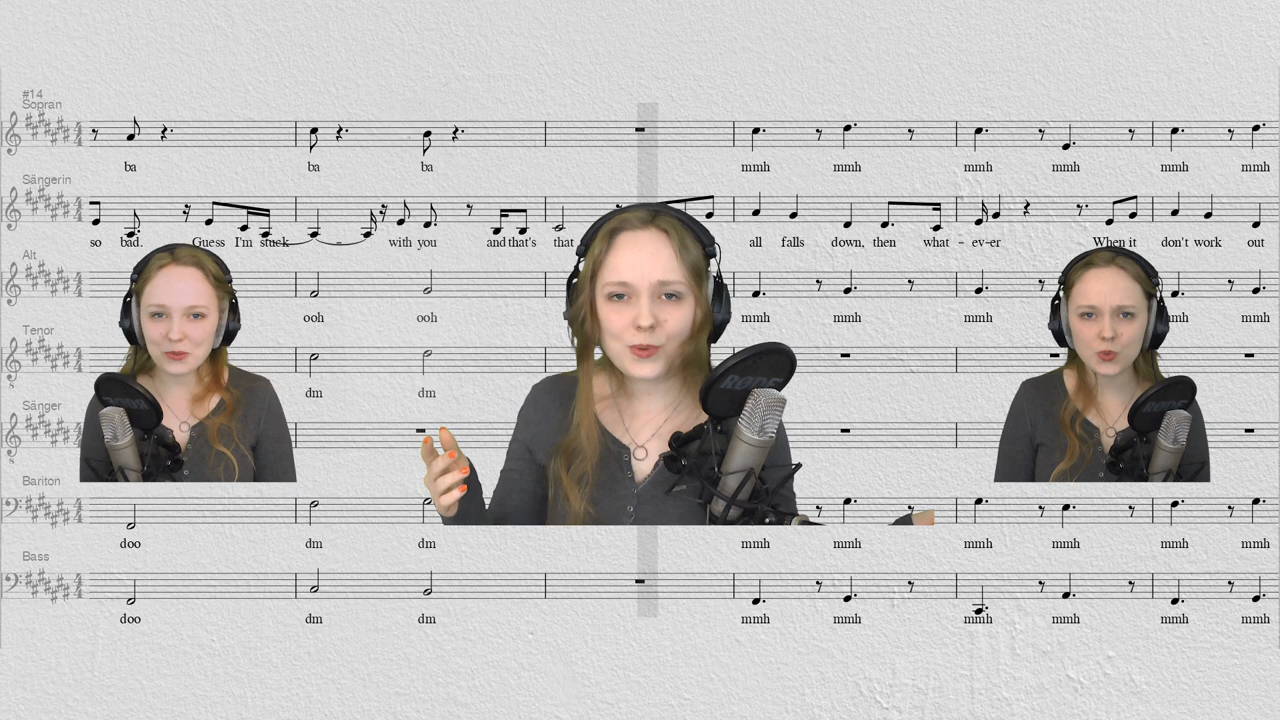 #14
Sopran
ba ba ba mmh mmh mmh mmh mmh mmh
Sängerin
so bad. Guess I'm stuck - with you and that's that all falls down, then what - ev-er When it don't work out
Alt
ooh ooh mmh mmh mmh mmh mmh
Tenor
dm dm
RØDE
RØDE
Sänger
Bariton
doo dm dm mmh mmh mmh mmh mmh mmh
Bass
doo dm dm mmh mmh mmh mmh mmh mmh